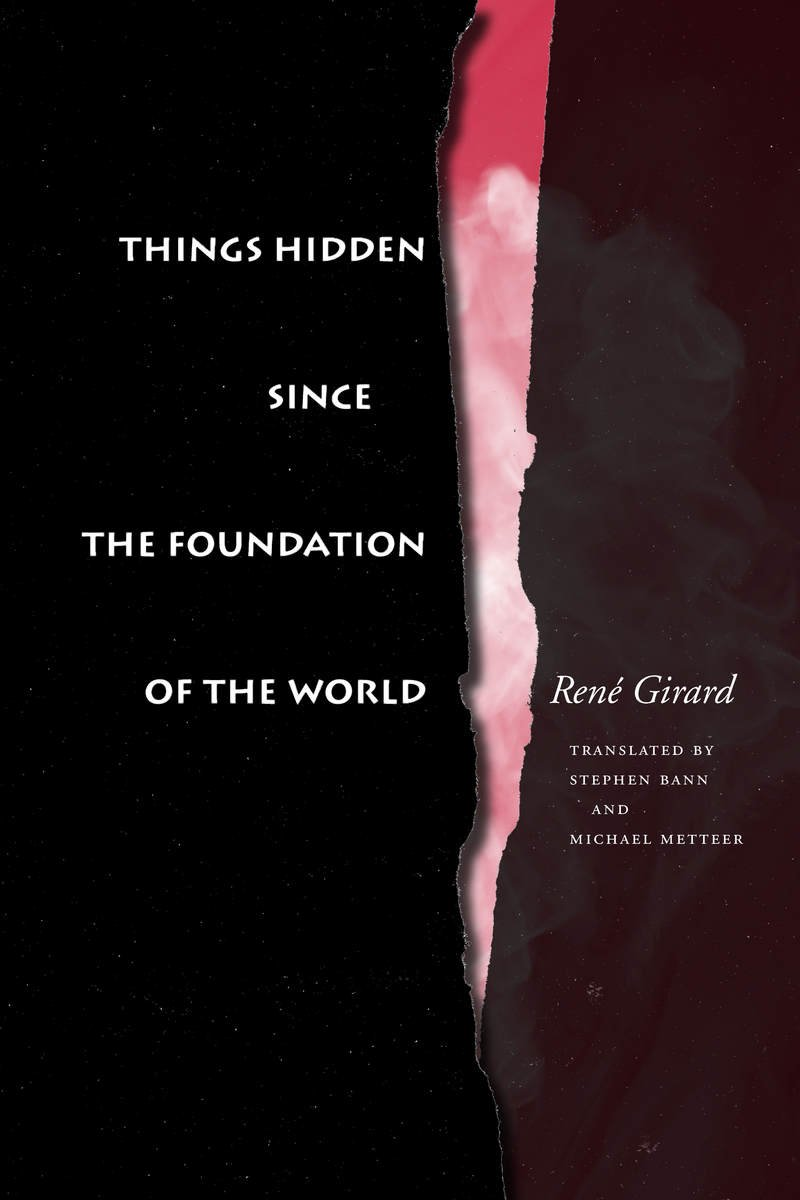 THINGS HIDDEN
SINCE
THE FOUNDATION
OF THE WORLD
René Girard
TRANSLATED BY
STEPHEN BANN
AND
MICHAEL METTEER